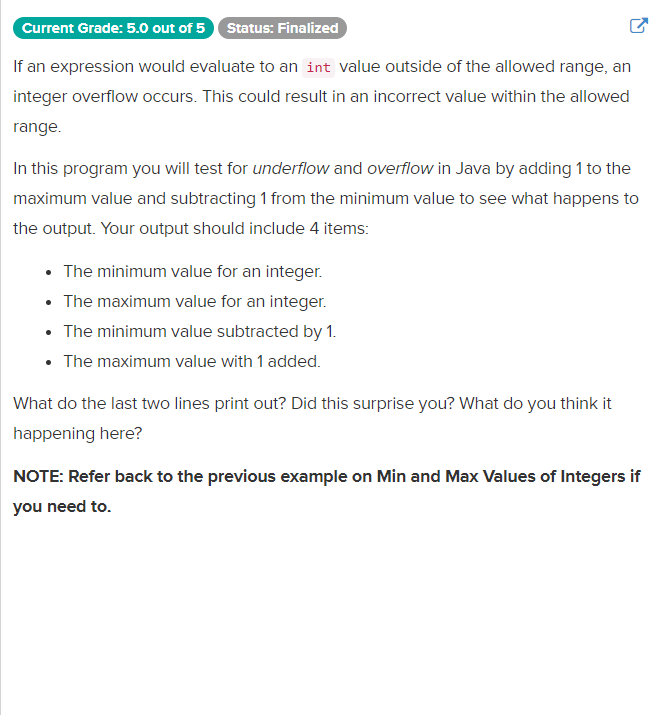 Current Grade: 5.0 out of 5 Status: Finalized
If an expression would evaluate to an int value outside of the allowed range, an
integer overflow occurs. This could result in an incorrect value within the allowed
range.
In this program you will test for underflow and overflow in Java by adding 1 to the
maximum value and subtracting 1 from the minimum value to see what happens to
the output. Your output should include 4 items:
• The minimum value for an integer.
• The maximum value for an integer.
• The minimum value subtracted by 1.
• The maximum value with 1 added.
What do the last two lines print out? Did this surprise you? What do you think it
happening here?
NOTE: Refer back to the previous example on Min and Max Values of Integers if
you need to.